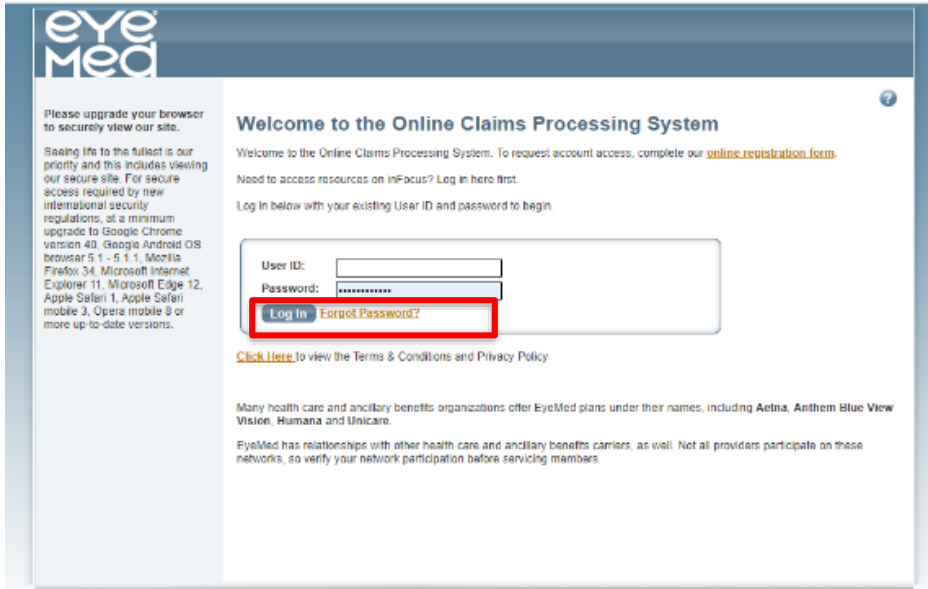 eye
Med
Please upgrade your browser
to securely view our site.
Seeing life to the fullest is our
priority and this includes viewing
our secure site. For secure
access required by new
international security
regulations, at a minimum
upgrade to Google Chrome
version 40, Google Android OS
browser 5.1 - 5.1.1, Mozilla
Firefox 34, Microsoft Internet
Explorer 11, Microsoft Edge 12,
Apple Safari 1, Apple Safari
mobile 3, Opera mobile 8 or
more up-to-date versions.
?
Welcome to the Online Claims Processing System
Welcome to the Online Claims Processing System. To request account access, complete our online registration form.
Need to access resources on inFocus? Log in here first.
Log in below with your existing User ID and password to begin.
User ID:
Password: ••••••••••••
Log In Forgot Password?
Click Here to view the Terms & Conditions and Privacy Policy
Many health care and ancillary benefits organizations offer EyeMed plans under their names, including Aetna, Anthem Blue View
Vision, Humana and Unicare.
EyeMed has relationships with other health care and ancillary benefits carriers, as well. Not all providers participate on these
networks, so verify your network participation before servicing members.